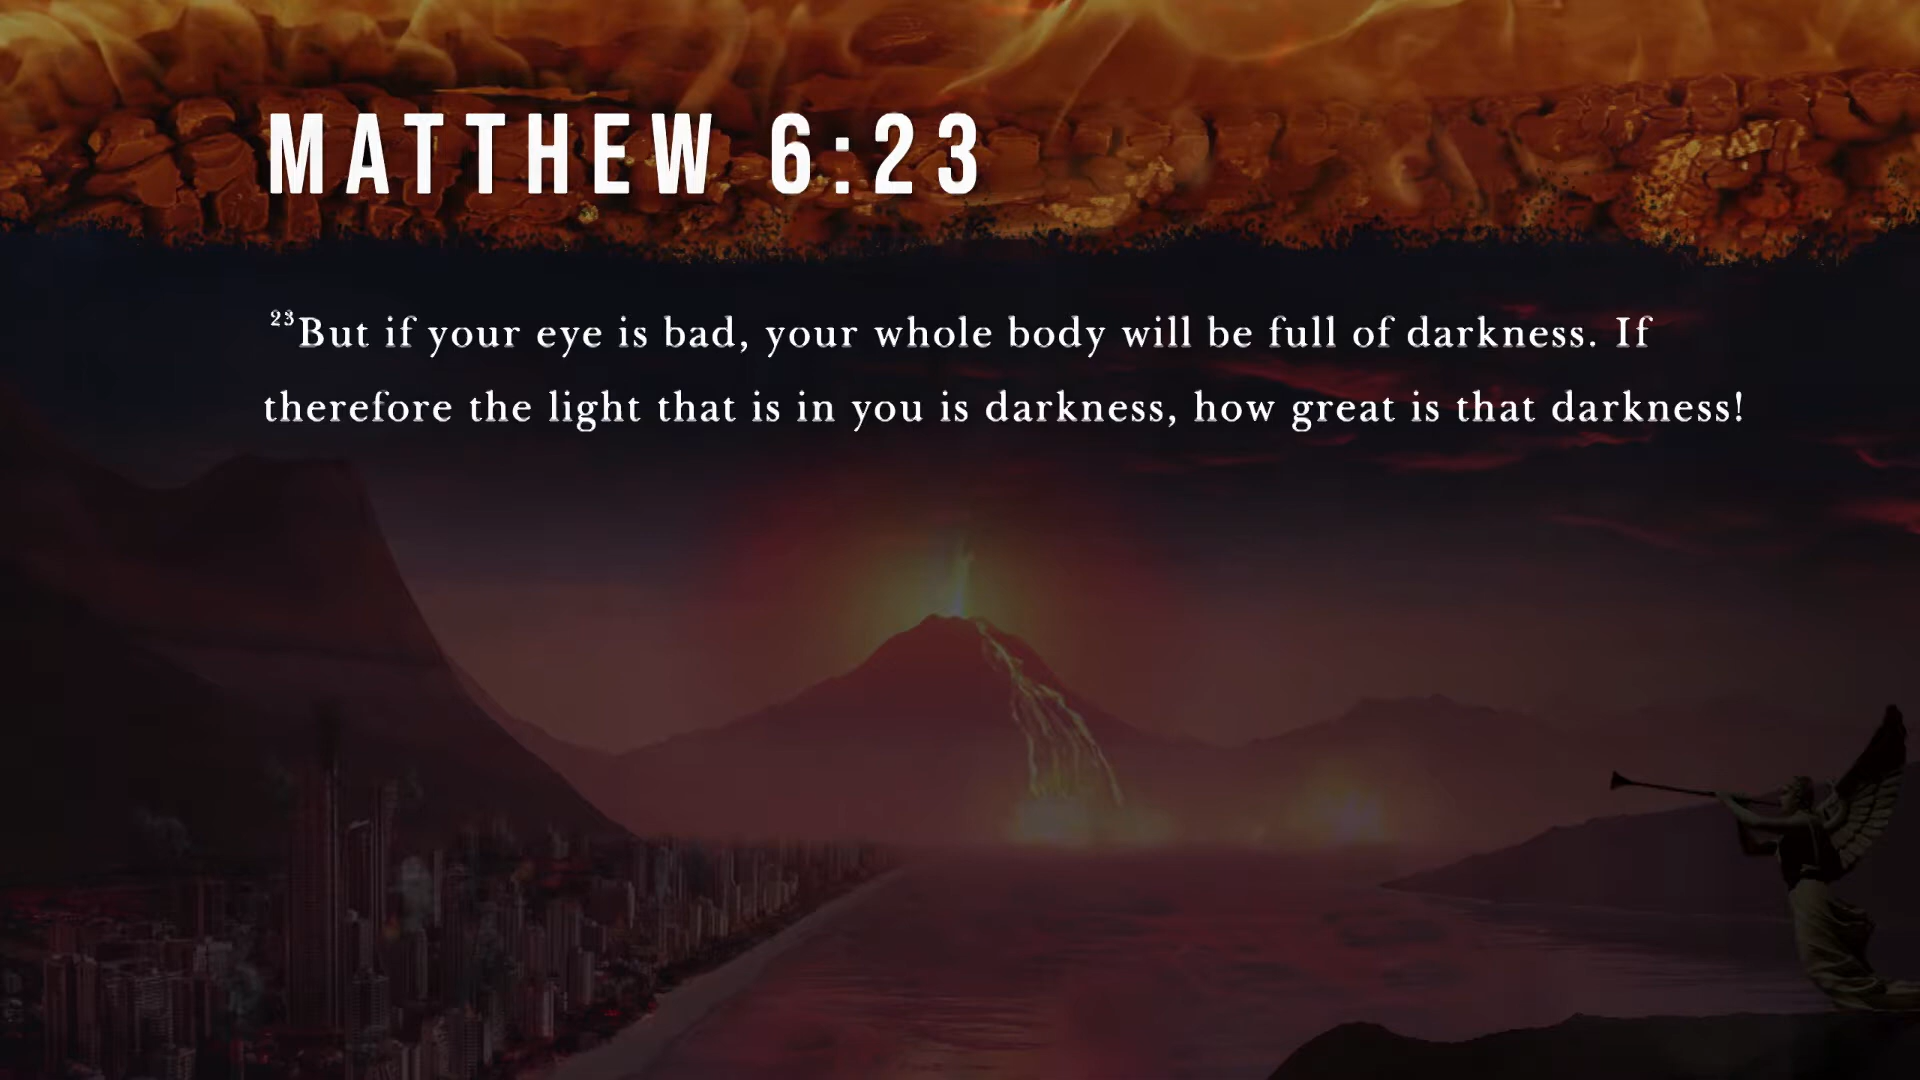 MATTHEW 6:23
23But if your eye is bad, your whole body will be full of darkness. If
therefore the light that is in you is darkness, how great is that darkness!